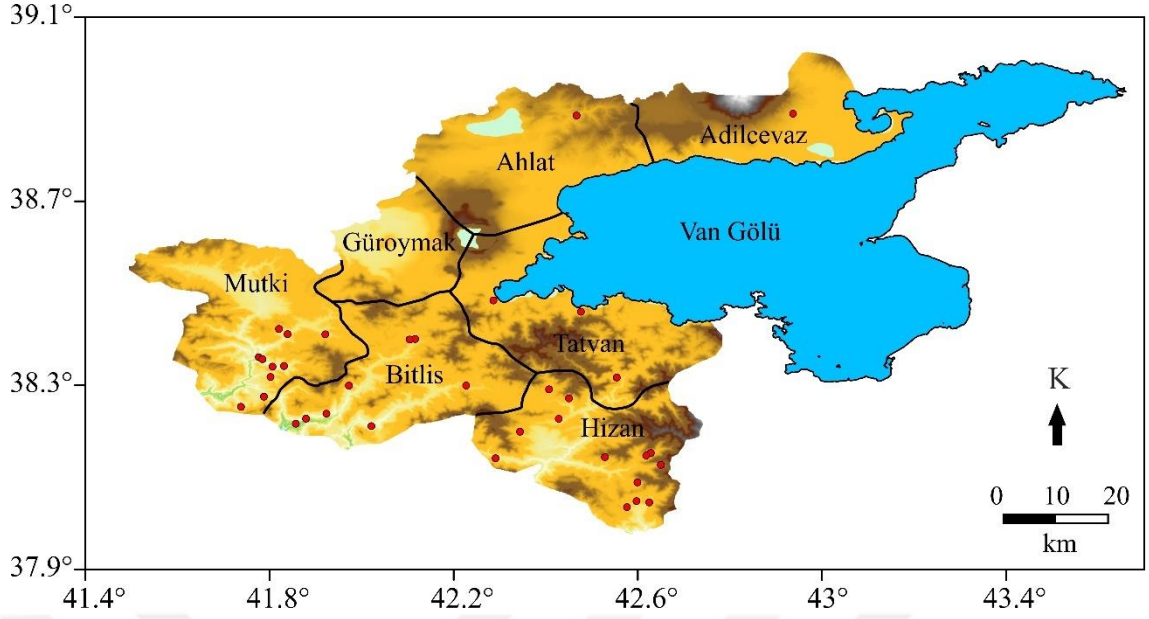 39.1°
Adilcevaz
Ahlat
38.7°
Van Gölü
Güroymak
Mutki
Tatvan
Bitlis
38.3°
K
Hizan
0 10 20
km
37.9°
41.4° 41.8° 42.2° 42.6° 43° 43.4°